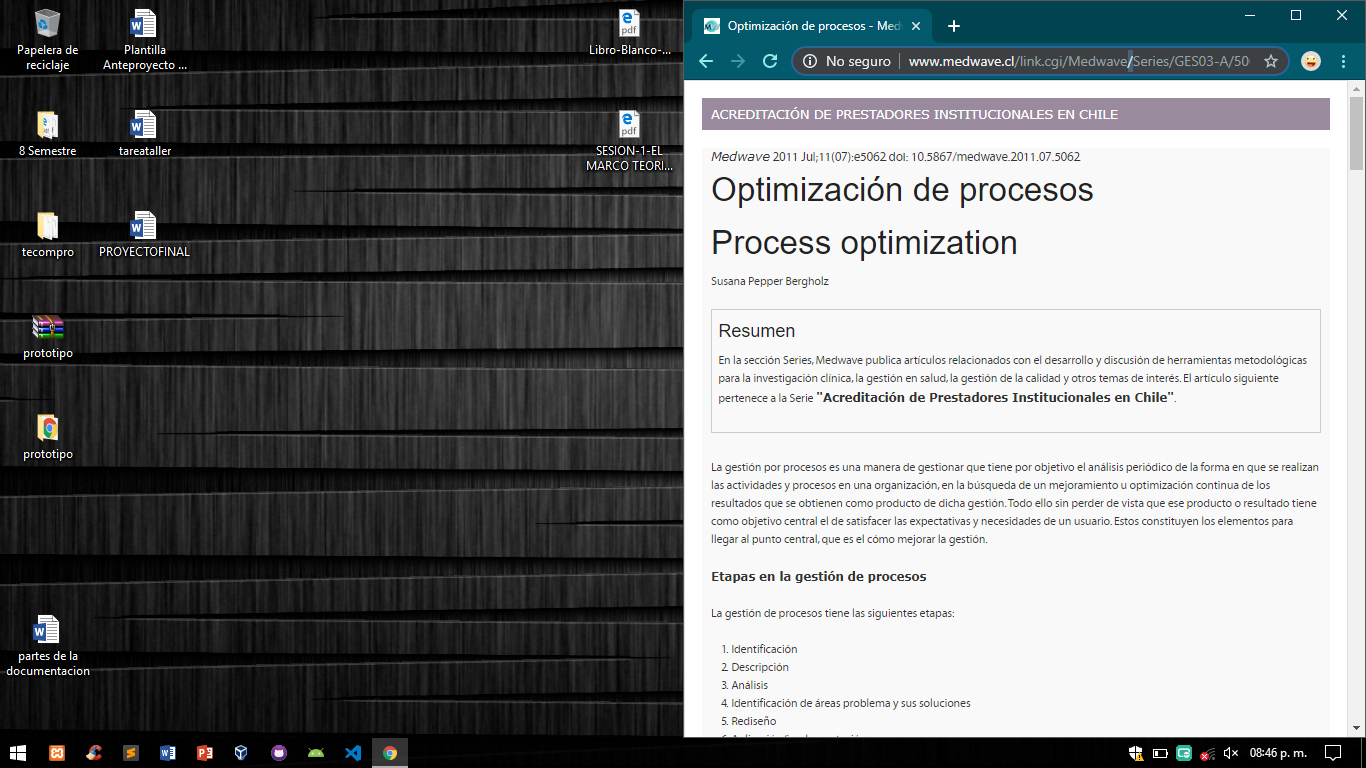 Papelera de
reciclaje
Plantilla
Anteproyecto ...
8 Semestre
tareataller
tecompro
PROYECTOFINAL
prototipo
prototipo
partes de la
documentacion
pdf
Libro-Blanco-...
pdf
SESION-1-EL
MARCO TEORI...
Optimización de procesos - Med
No seguro
www.medwave.cl/link.cgi/Medwave/Series/GES03-A/50
ACREDITACIÓN DE PRESTADORES INSTITUCIONALES EN CHILE
Medwave 2011 Jul;11(07):e5062 doi: 10.5867/medwave.2011.07.5062
Optimización de procesos
Process optimization
Susana Pepper Bergholz
Resumen
En la sección Series, Medwave publica artículos relacionados con el desarrollo y discusión de herramientas metodológicas
para la investigación clínica, la gestión en salud, la gestión de la calidad y otros temas de interés. El artículo siguiente
pertenece a la Serie "Acreditación de Prestadores Institucionales en Chile".
La gestión por procesos es una manera de gestionar que tiene por objetivo el análisis periódico de la forma en que se realizan
las actividades y procesos en una organización, en la búsqueda de un mejoramiento u optimización continua de los
resultados que se obtienen como producto de dicha gestión. Todo ello sin perder de vista que ese producto o resultado tiene
como objetivo central el de satisfacer las expectativas y necesidades de un usuario. Estos constituyen los elementos para
llegar al punto central, que es el cómo mejorar la gestión.
Etapas en la gestión de procesos
La gestión de procesos tiene las siguientes etapas:
1. Identificación
2. Descripción
3. Análisis
4. Identificación de áreas problema y sus soluciones
5. Rediseño
08:46 p. m.